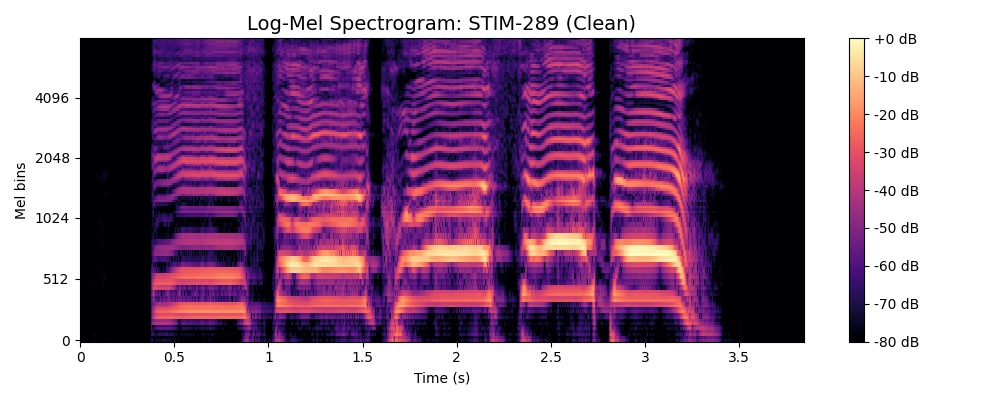 Log-Mel Spectrogram: STIM-289 (Clean)
+0 dB
4096
-10 dB
-20 dB
2048
-30 dB
Mel bins
-40 dB
1024
-50 dB
512
-60 dB
-70 dB
0
-80 dB
0 0.5 1 1.5 2 2.5 3 3.5
Time (s)